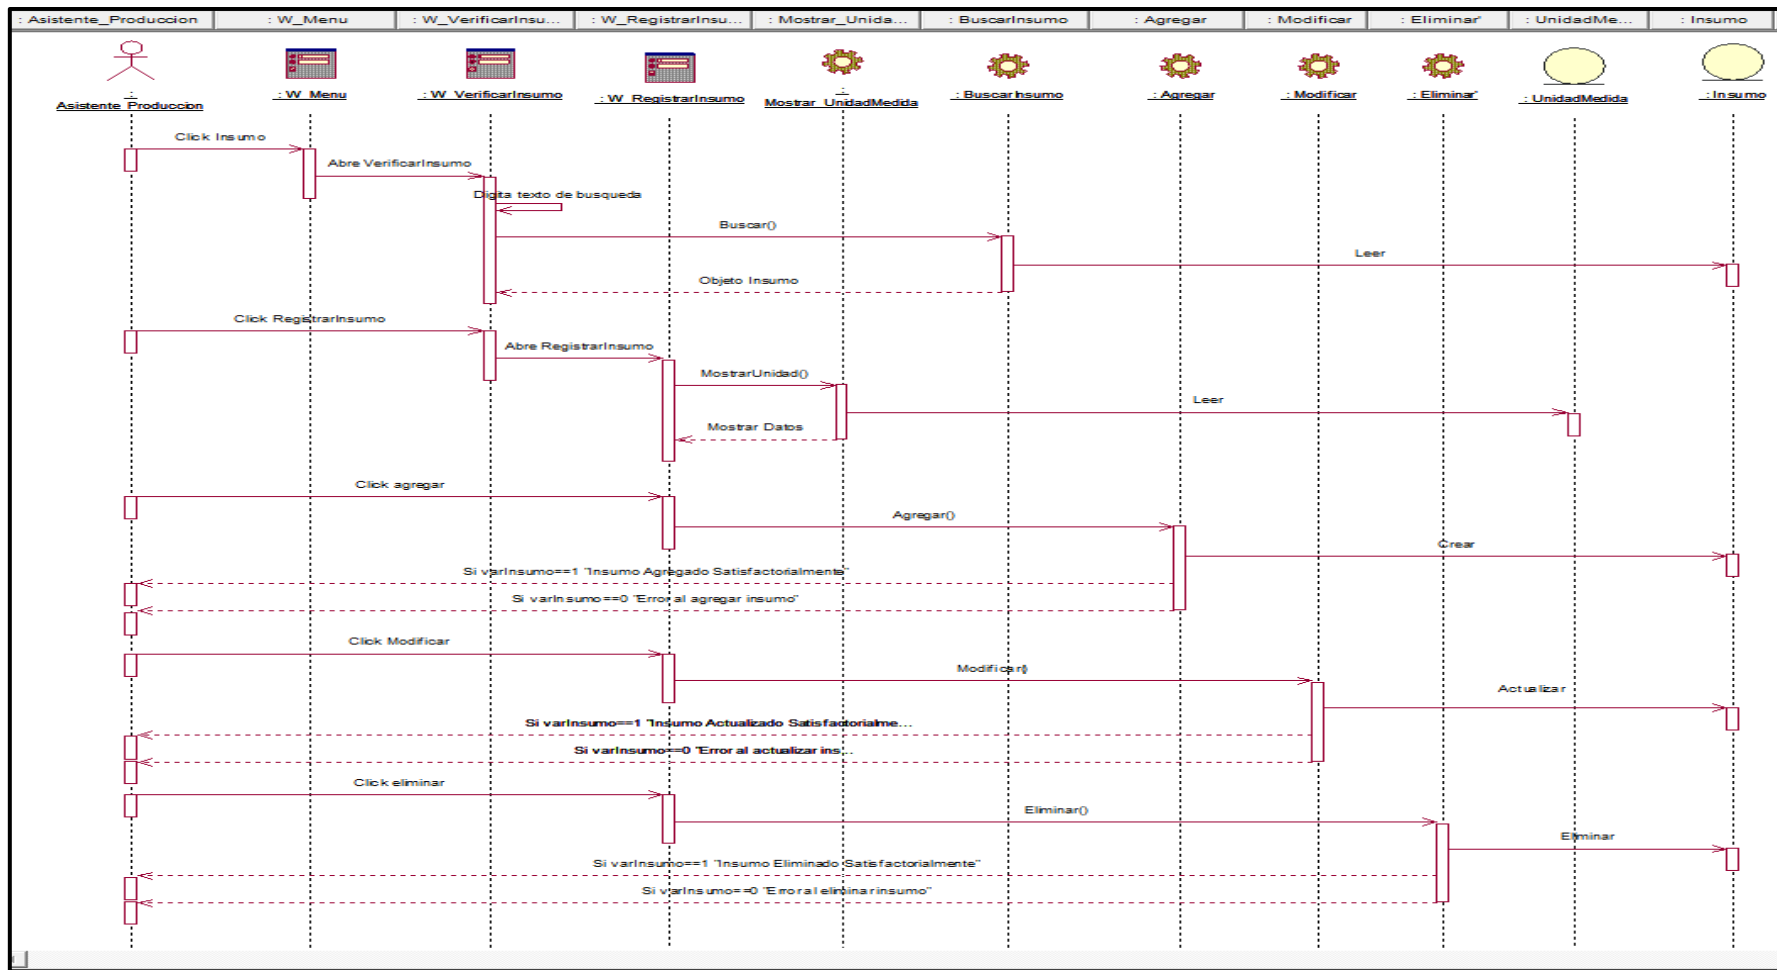 : Asistente_Produccion
: W_Menu
: W_VerificarInsu...
: W_RegistrarInsu...
: Mostrar_Unida...
: BuscarInsumo
: Agregar
: Modificar
: Eliminar'
: UnidadMe...
: Insumo
:
Asistente_Produccion
: W_Menu
: W_VerificarInsumo
: W_RegistrarInsumo
:
Mostrar_UnidadMedida
: BuscarInsumo
: Agregar
: Modificar
: Eliminar'
: UnidadMedida
: Insumo
Click Insumo
Abre VerificarInsumo
Digita texto de busqueda
Buscar()
Leer
Objeto Insumo
Click RegistrarInsumo
Abre RegistrarInsumo
MostrarUnidad()
Leer
Mostrar Datos
Click agregar
Agregar()
Crear
Si varInsumo==1 "Insumo Agregado Satisfactorialmente"
Si varInsumo==0 "Error al agregar insumo"
Click Modificar
Modificar()
Actualizar
Si varInsumo==1 "Insumo Actualizado Satisfactorialme...
Si varInsumo==0 "Error al actualizar ins...
Click eliminar
Eliminar()
Eliminar
Si varInsumo==1 "Insumo Eliminado Satisfactorialmente"
Si varInsumo==0 "Error al eliminar insumo"